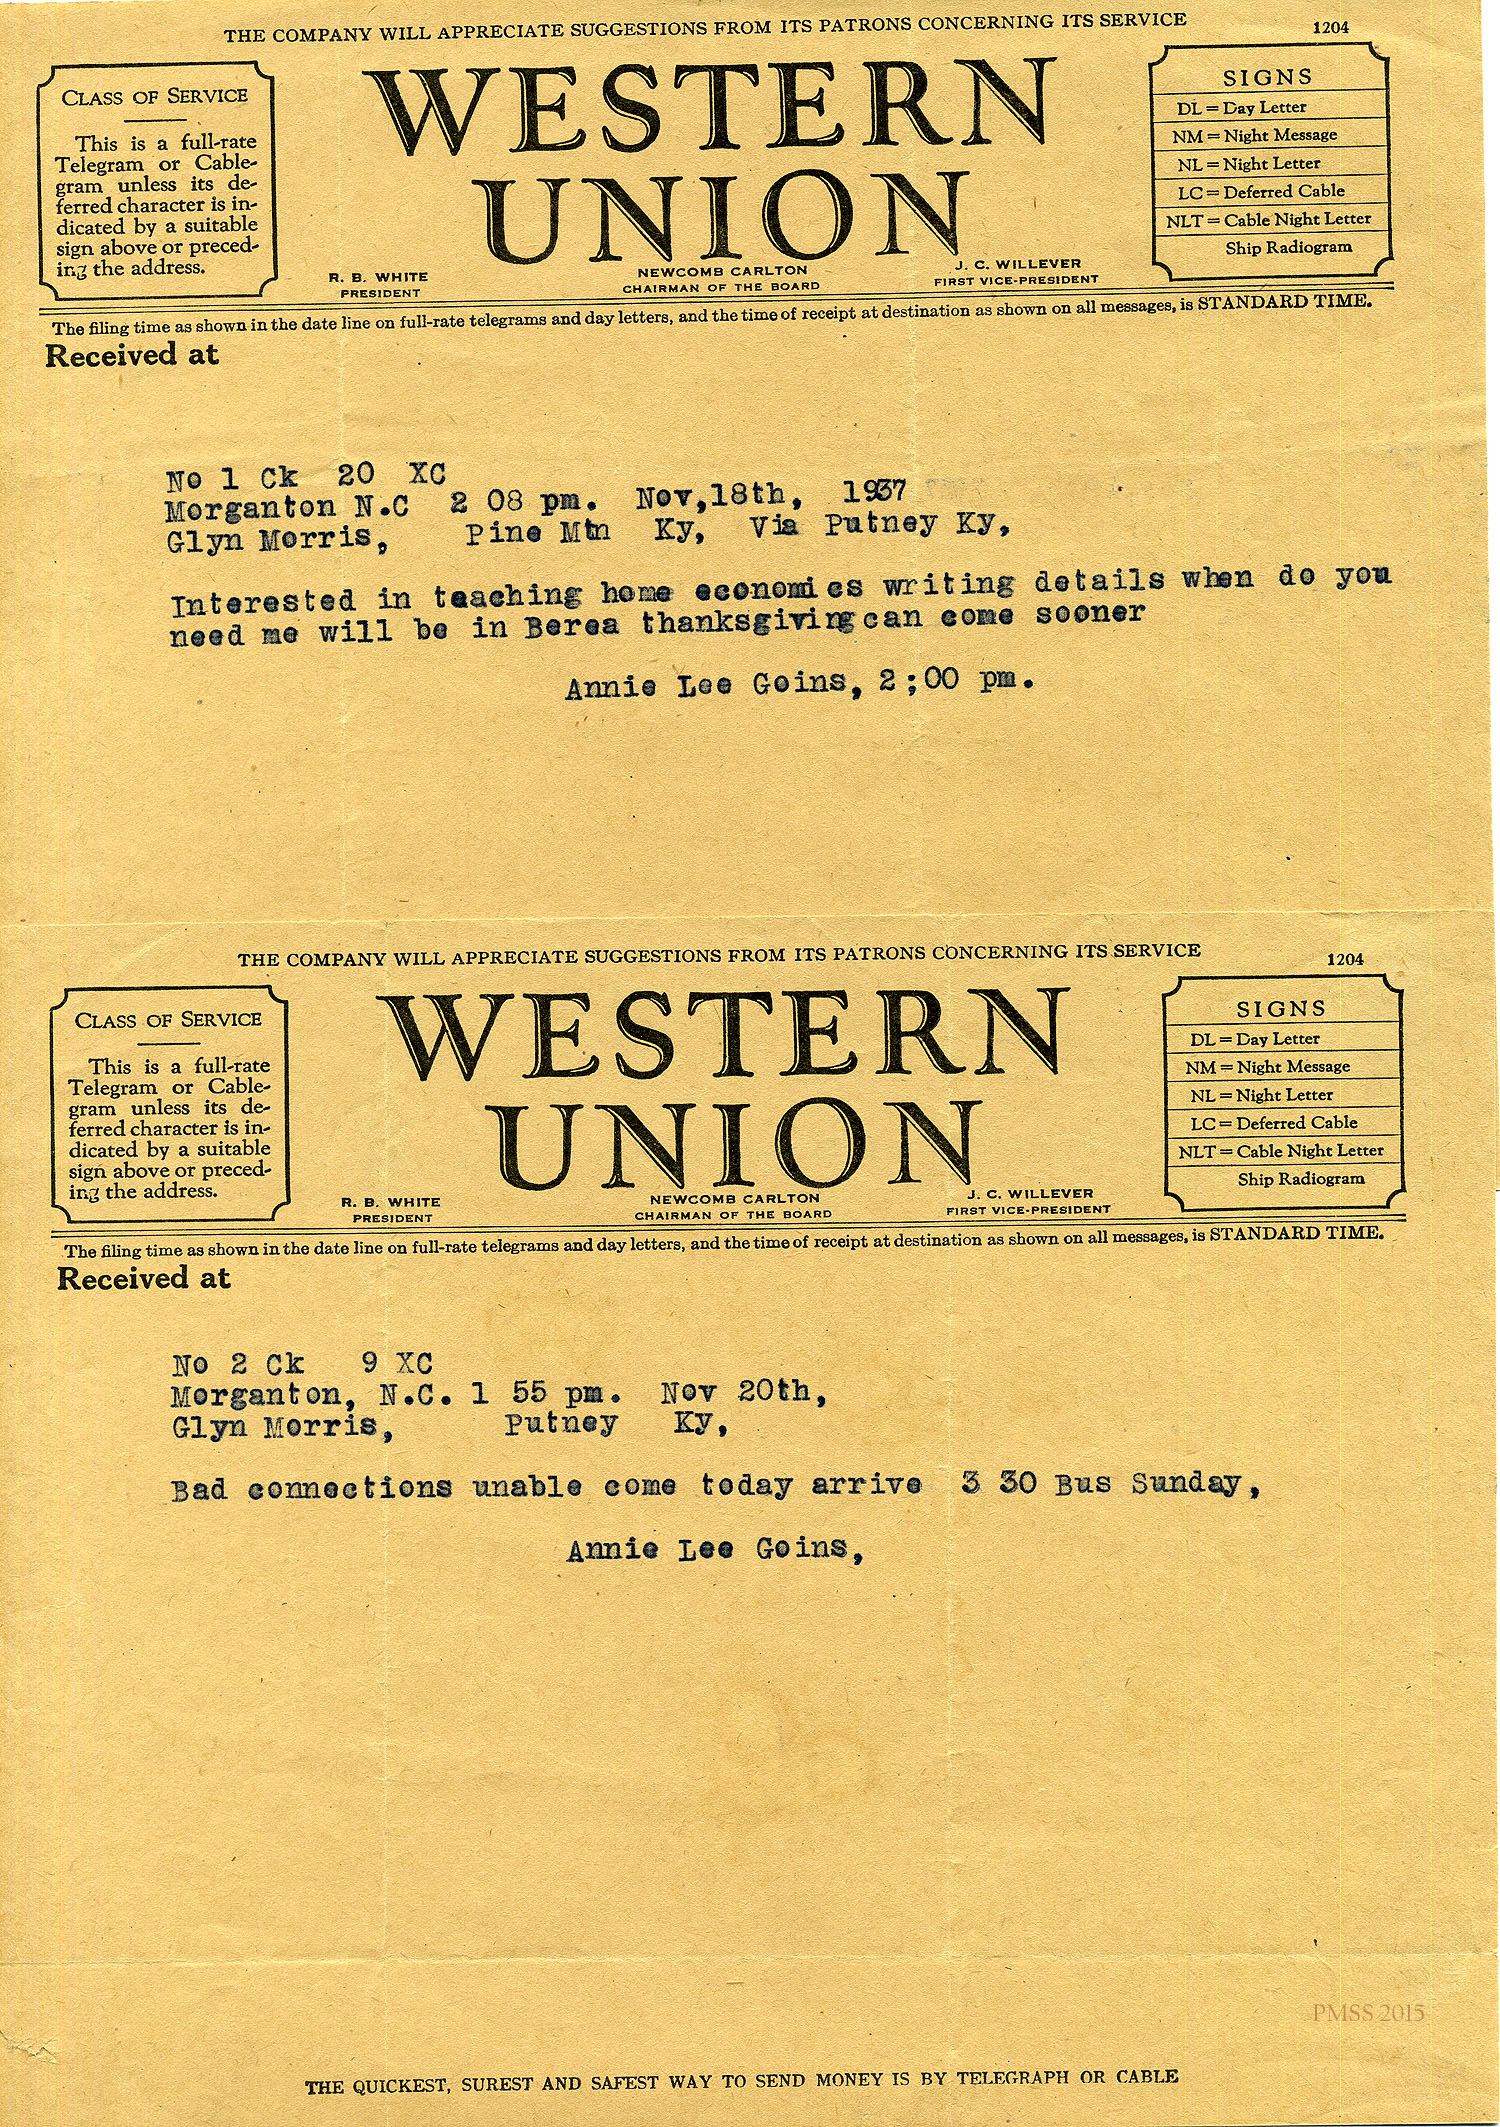 THE COMPANY WILL APPRECIATE SUGGESTIONS FROM ITS PATRONS CONCERNING ITS SERVICE
1204
CLASS OF SERVICE
This is a full-rate
Telegram or Cable-
gram unless its de-
ferred character is in-
dicated by a suitable
sign above or preced-
ing the address.
WESTERN
UNION
R. B. WHITE
PRESIDENT
NEWCOMB CARLTON
CHAIRMAN OF THE BOARD
J. C. WILLEVER
FIRST VICE-PRESIDENT
SIGNS
DL = Day Letter
NM = Night Message
NL = Night Letter
LC = Deferred Cable
NLT = Cable Night Letter
Ship Radiogram
The filing time as shown in the date line on full-rate telegrams and day letters, and the time of receipt at destination as shown on all messages, is STANDARD TIME.
Received at
No 1 Ck 20 XC
Morganton N.C 2 08 pm. Nov,18th, 1937
Glyn Morris, Pine Mtn Ky, Via Putney Ky,
Interested in teaching home economics writing details when do you
need me will be in Berea thanksgiving can come sooner
Annie Lee Goins, 2;00 pm.
THE COMPANY WILL APPRECIATE SUGGESTIONS FROM ITS PATRONS CONCERNING ITS SERVICE
1204
CLASS OF SERVICE
This is a full-rate
Telegram or Cable-
gram unless its de-
ferred character is in-
dicated by a suitable
sign above or preced-
ing the address.
WESTERN
UNION
R. B. WHITE
PRESIDENT
NEWCOMB CARLTON
CHAIRMAN OF THE BOARD
J. C. WILLEVER
FIRST VICE-PRESIDENT
SIGNS
DL = Day Letter
NM = Night Message
NL = Night Letter
LC = Deferred Cable
NLT = Cable Night Letter
Ship Radiogram
The filing time as shown in the date line on full-rate telegrams and day letters, and the time of receipt at destination as shown on all messages, is STANDARD TIME.
Received at
No 2 Ck 9 XC
Morganton, N.C. 1 55 pm. Nov 20th,
Glyn Morris, Putney Ky,
Bad connections unable come today arrive 3 30 Bus Sunday,
Annie Lee Goins,
PMSS 2015
THE QUICKEST, SUREST AND SAFEST WAY TO SEND MONEY IS BY TELEGRAPH OR CABLE